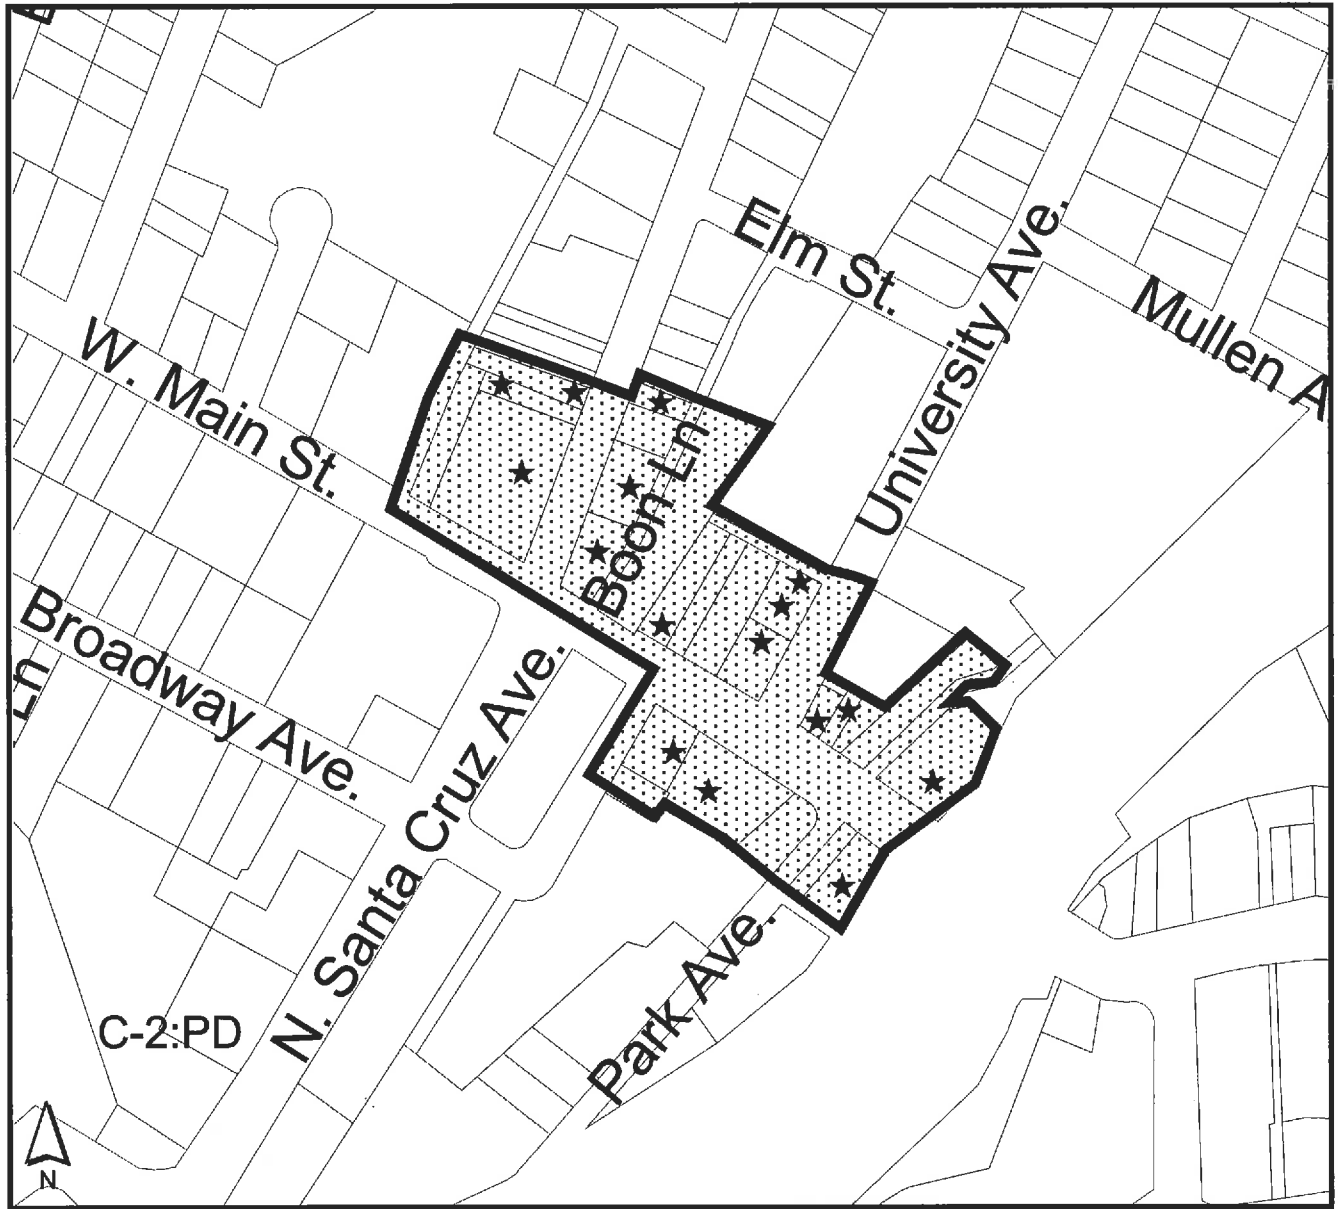 Elm St.
University Ave.
Mullen A
W. Main St.
Boon Ln
Broadway Ave.
Ln
N. Santa Cruz Ave.
Park Ave.
C-2:PD
N